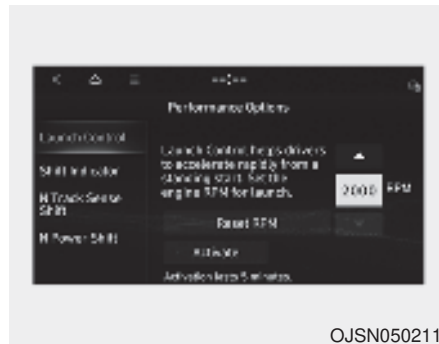 --:--
Performance Options
Launch Control
Shift Indicator
N Track Sense
Shift
N Power Shift
Launch Control helps drivers
to accelerate rapidly from a
standing start. Set the
engine RPM for launch.
2000 RPM
Reset RPM
Activate
Activation lasts 5 minutes.
OJSN050211